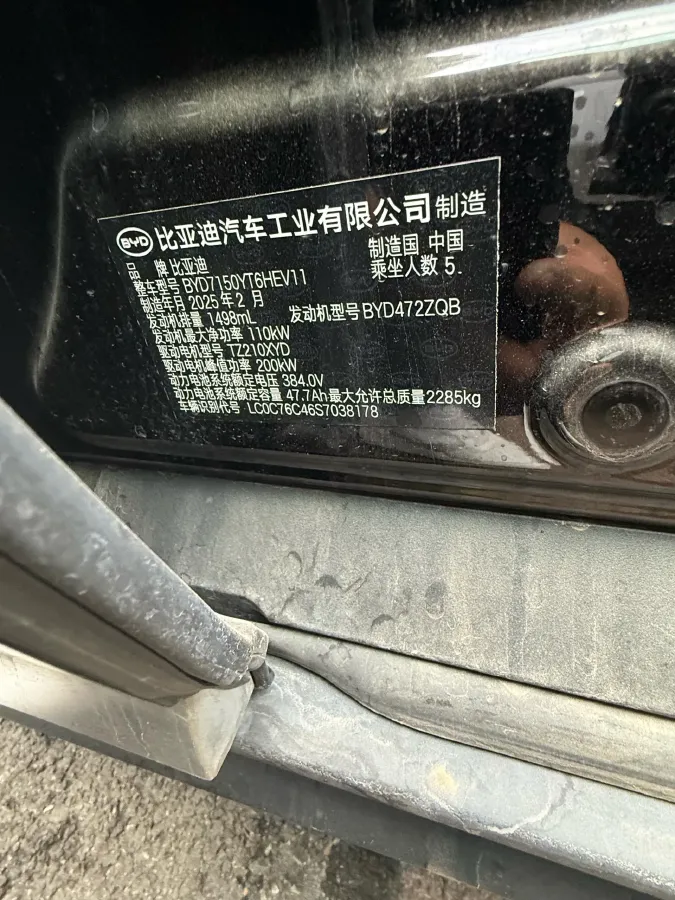 BYD 比亚迪汽车工业有限公司 制造
品 牌 比亚迪 制造国 中国
整车型号 BYD7150YT6HEV11 乘坐人数 5
制造年月 2025 年 2 月
发动机排量 1498mL 发动机型号 BYD472ZQB
发动机最大净功率 110kW
驱动电机型号 TZ210XYD
驱动电机峰值功率 200kW
动力电池系统额定电压 384.0V
动力电池系统额定容量 47.7Ah 最大允许总质量 2285kg
车辆识别代号 LC0C76C46S7038178